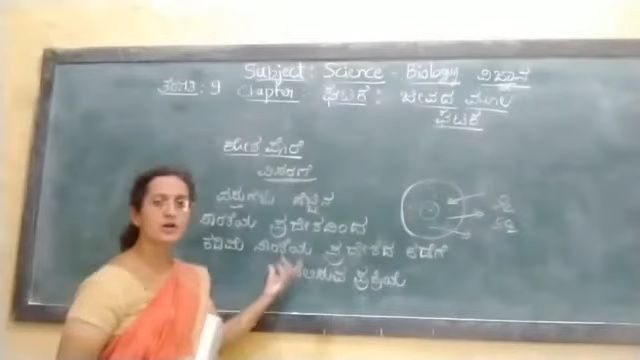 Subject: Science - Biology ವಿಜ್ಞಾನ
ತರಗತಿ: 9 Chapter: ಘಟಕ: ಜೀವದ ಮೂಲ
ಘಟಕ
ಕೋಶ ಪೊರೆ
ವಿಸರಣೆ
ವಸ್ತುಗಳು ಹೆಚ್ಚಿನ
ಸಾರತೆಯ ಪ್ರದೇಶದಿಂದ
ಕಡಿಮೆ ಸಾರತೆಯ ಪ್ರದೇಶದ ಕಡೆಗೆ
ಚಲಿಸುವ ಪ್ರಕ್ರಿಯೆ